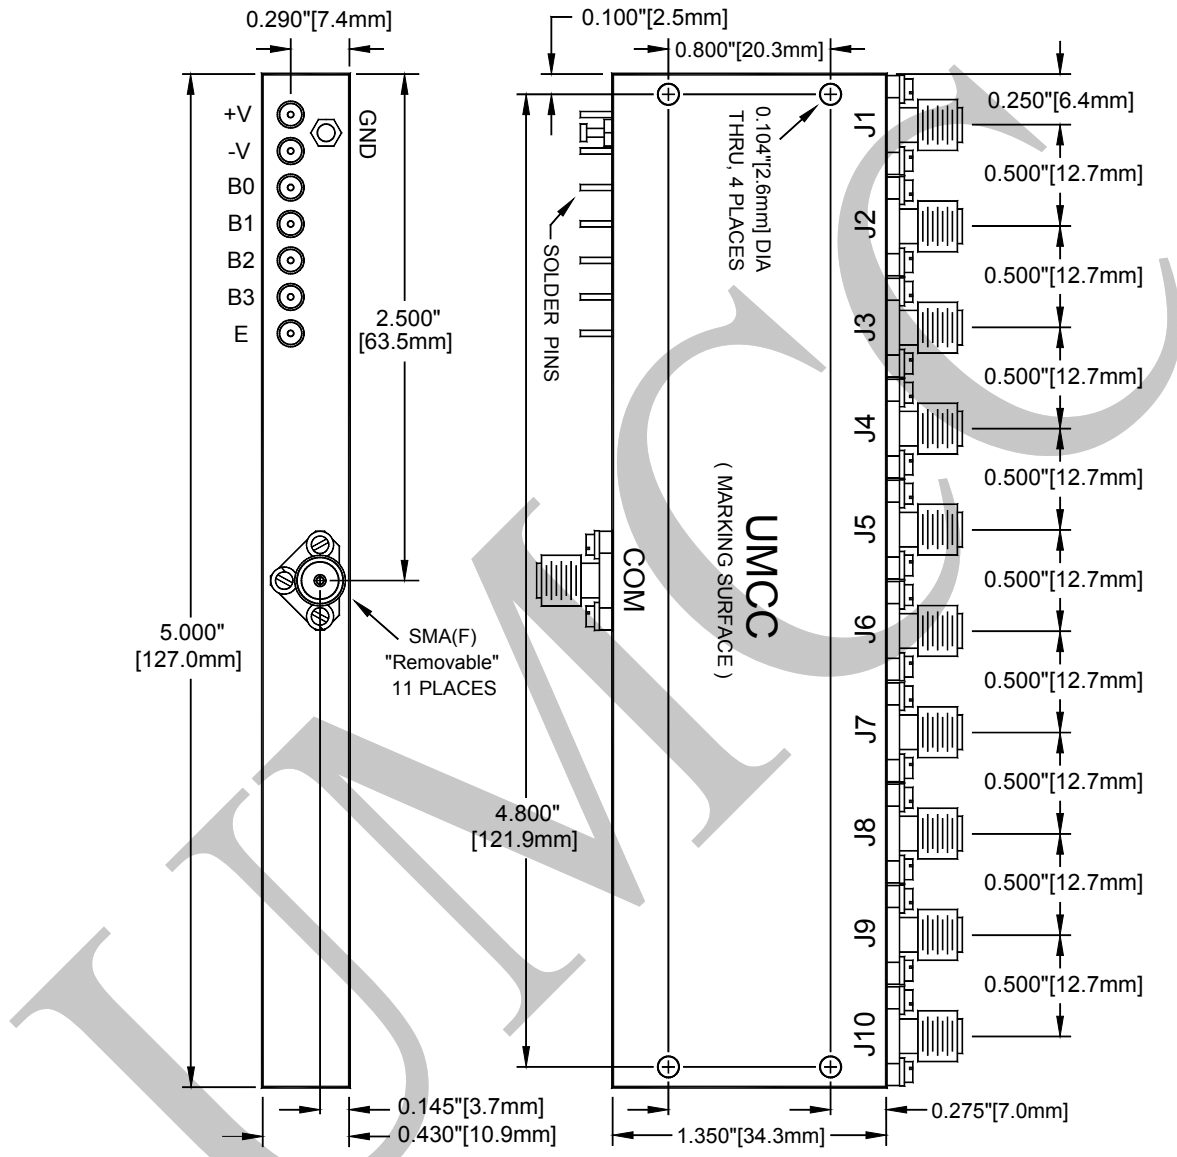 0.290"[7.4mm]
0.100"[2.5mm]
0.800"[20.3mm]
+V
-V
B0
B1
B2
B3
E
GND
2.500"
[63.5mm]
5.000"
[127.0mm]
SMA(F)
"Removable"
11 PLACES
0.145"[3.7mm]
0.430"[10.9mm]
SOLDER PINS
4.800"
[121.9mm]
0.104"[2.6mm] DIA
THRU, 4 PLACES
COM
UMCC
( MARKING SURFACE )
J1
J2
J3
J4
J5
J6
J7
J8
J9
J10
0.250"[6.4mm]
0.500"[12.7mm]
0.500"[12.7mm]
0.500"[12.7mm]
0.500"[12.7mm]
0.500"[12.7mm]
0.500"[12.7mm]
0.500"[12.7mm]
0.500"[12.7mm]
0.500"[12.7mm]
0.275"[7.0mm]
1.350"[34.3mm]
UMCC